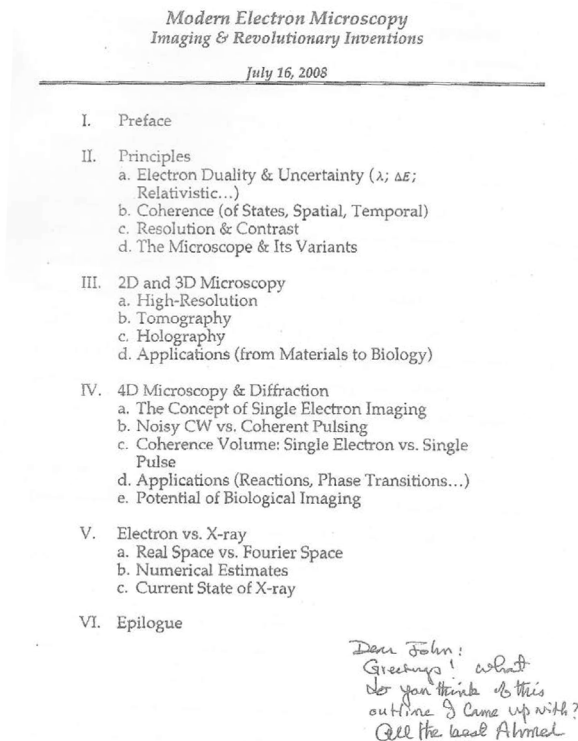 Modern Electron Microscopy
Imaging & Revolutionary Inventions
July 16, 2008
I. Preface
II. Principles
a. Electron Duality & Uncertainty (λ; ΔE;
Relativistic...)
b. Coherence (of States, Spatial, Temporal)
c. Resolution & Contrast
d. The Microscope & Its Variants
III. 2D and 3D Microscopy
a. High-Resolution
b. Tomography
c. Holography
d. Applications (from Materials to Biology)
IV. 4D Microscopy & Diffraction
a. The Concept of Single Electron Imaging
b. Noisy CW vs. Coherent Pulsing
c. Coherence Volume: Single Electron vs. Single
Pulse
d. Applications (Reactions, Phase Transitions...)
e. Potential of Biological Imaging
V. Electron vs. X-ray
a. Real Space vs. Fourier Space
b. Numerical Estimates
c. Current State of X-ray
VI. Epilogue
Dear John:
Greetings! what
do you think of this
outline I came up with?
All the best Ahmed